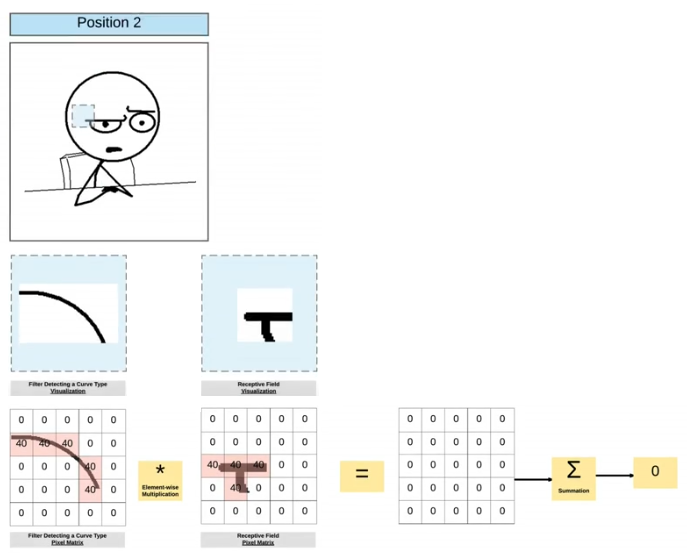 Position 2
Filter Detecting a Curve Type
Visualization
Receptive Field
Visualization
0 0 0 0 0
40 40 40 0 0
0 0 0 40 0
0 0 0 40 0
0 0 0 0 0
Filter Detecting a Curve Type
Pixel Matrix
*
Element-wise
Multiplication
0 0 0 0 0
0 0 0 0 0
40 40 40 0 0
0 40 0 0 0
0 0 0 0 0
Receptive Field
Pixel Matrix
=
0 0 0 0 0
0 0 0 0 0
0 0 0 0 0
0 0 0 0 0
0 0 0 0 0
Σ
Summation
0